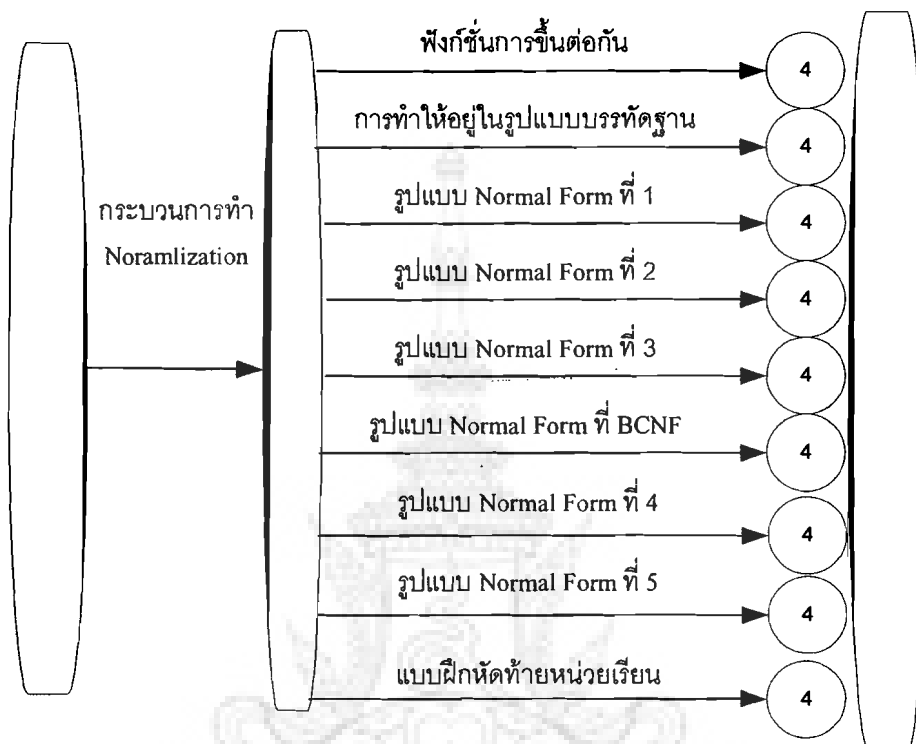 ฟังก์ชั่นการขึ้นต่อกัน
4
การทำให้อยู่ในรูปแบบบรรทัดฐาน
4
กระบวนการทำ
Noramlization
รูปแบบ Normal Form ที่ 1
4
รูปแบบ Normal Form ที่ 2
4
รูปแบบ Normal Form ที่ 3
4
รูปแบบ Normal Form ที่ BCNF
4
รูปแบบ Normal Form ที่ 4
4
รูปแบบ Normal Form ที่ 5
4
แบบฝึกหัดท้ายหน่วยเรียน
4